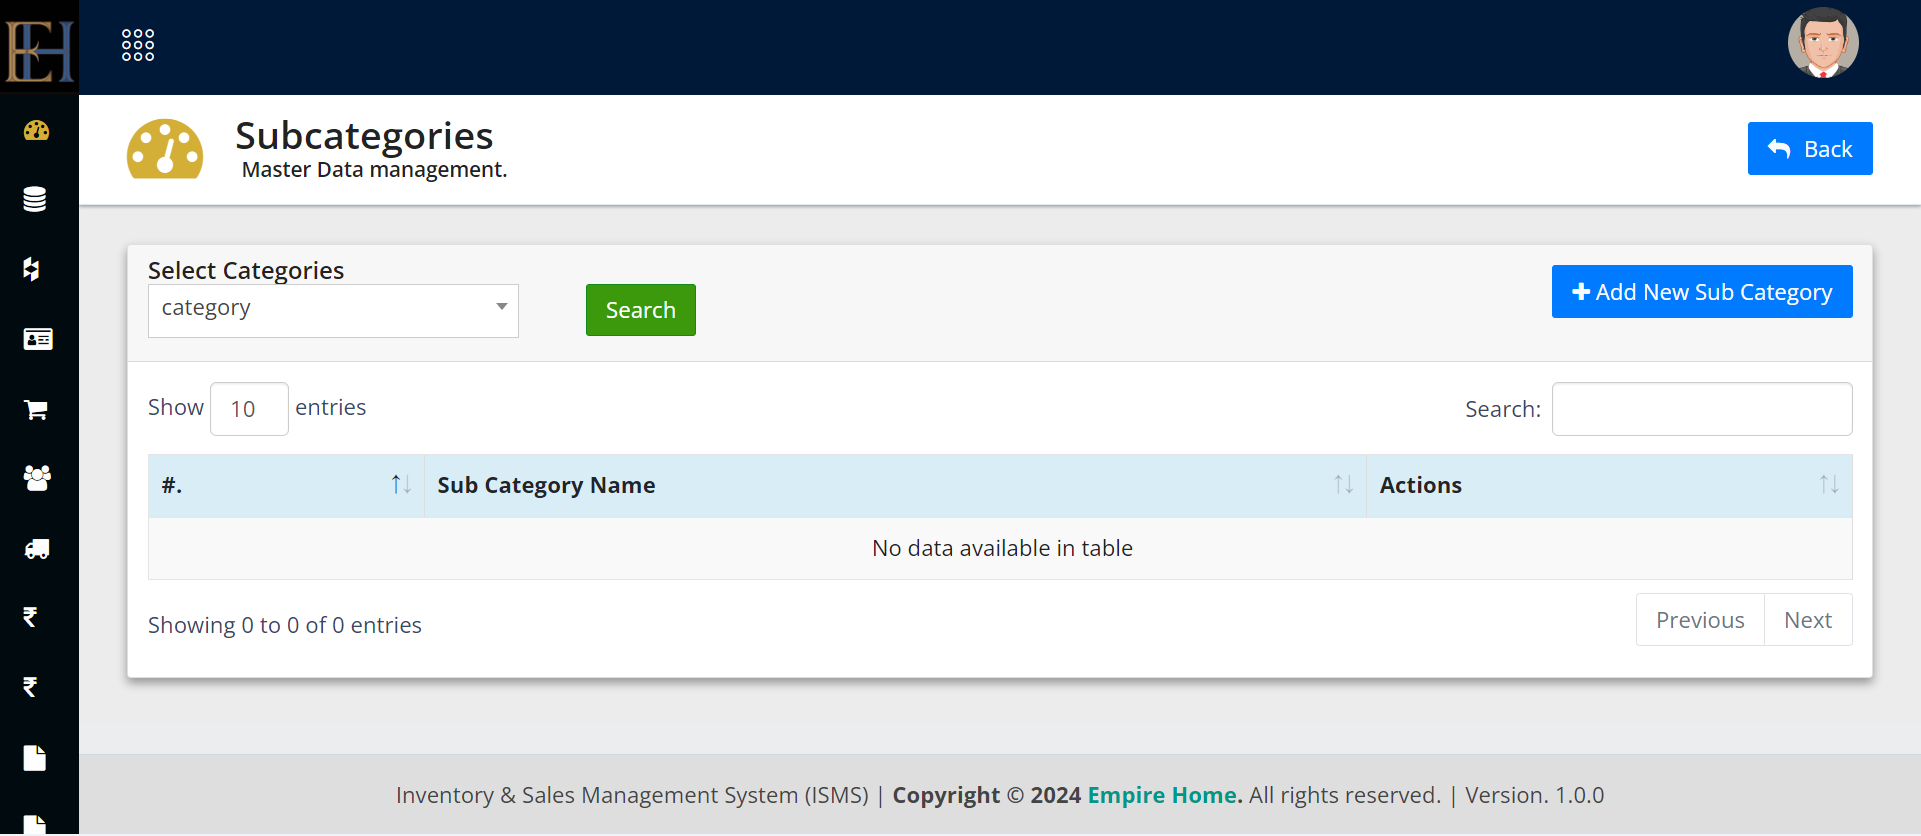 EH
Subcategories
Master Data management.
Back
Select Categories
category
Search
Add New Sub Category
Show 10 entries
Search:
#. Sub Category Name Actions
No data available in table
Showing 0 to 0 of 0 entries
Previous Next
Inventory & Sales Management System (ISMS) | Copyright © 2024 Empire Home. All rights reserved. | Version. 1.0.0